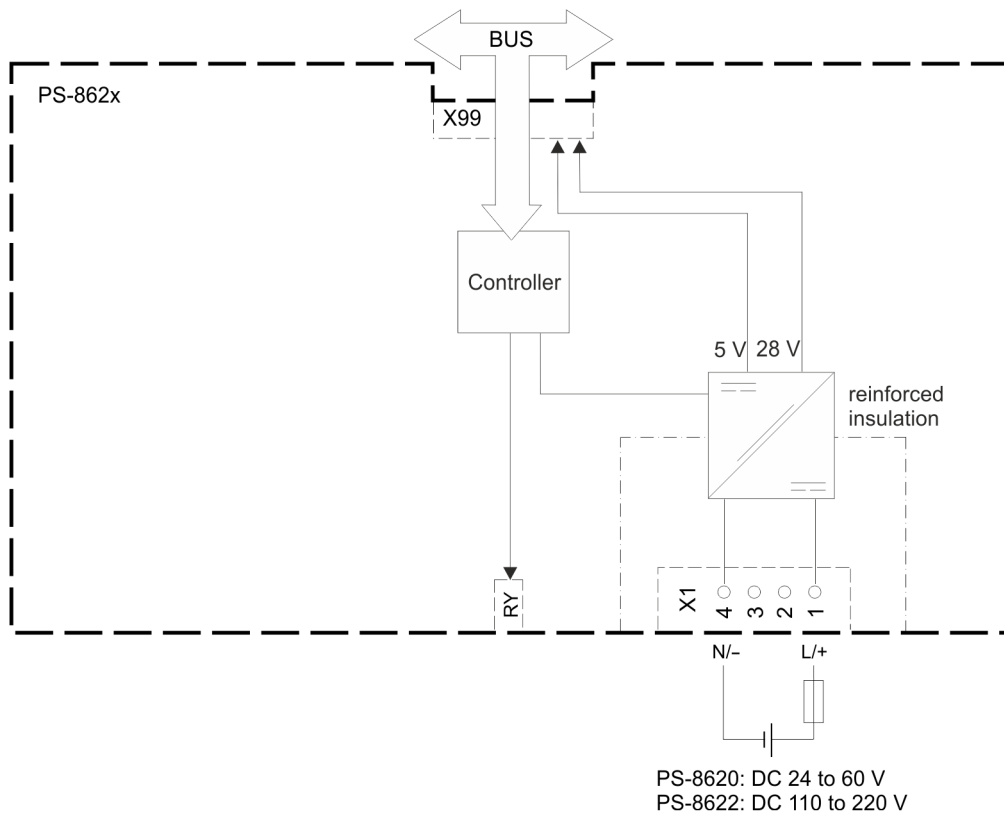 BUS
PS-862x
X99
Controller
5 V 28 V
reinforced
insulation
RY
X1
4 3 2 1
N/–
L/+
PS-8620: DC 24 to 60 V
PS-8622: DC 110 to 220 V